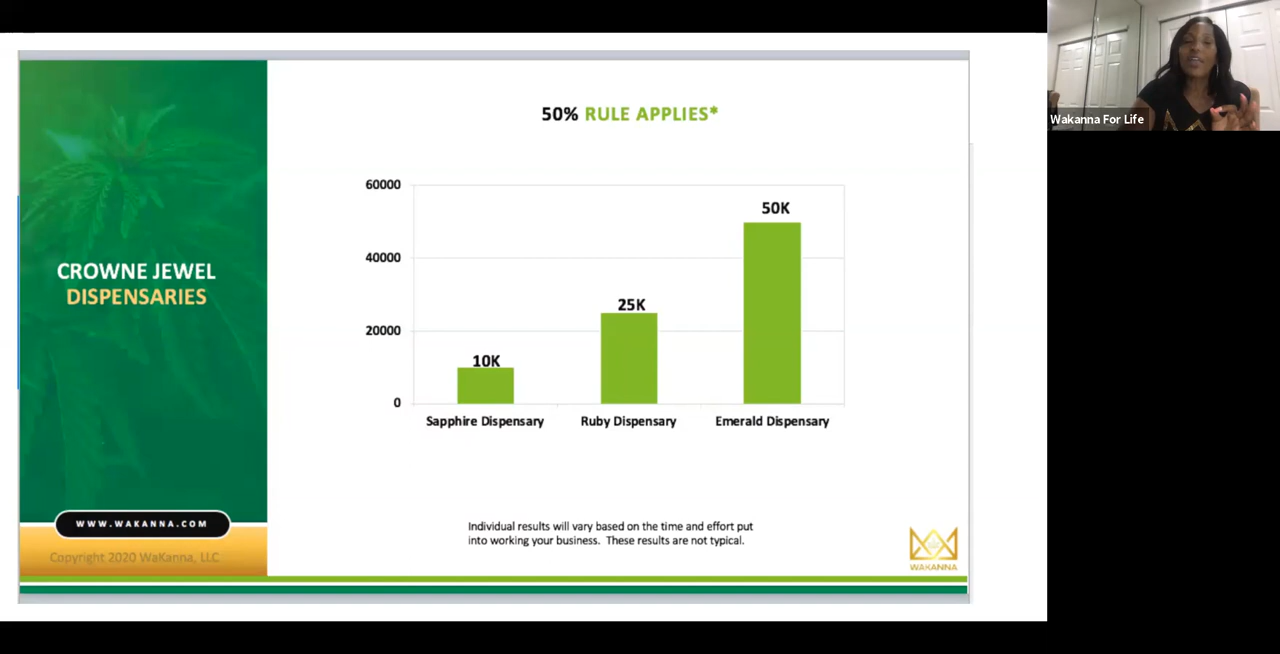 50% RULE APPLIES*
60000
40000
20000
0
10K
25K
50K
Sapphire Dispensary
Ruby Dispensary
Emerald Dispensary
CROWNE JEWEL
DISPENSARIES
WWW.WAKANNA.COM
Copyright 2020 WaKanna, LLC
Individual results will vary based on the time and effort put
into working your business. These results are not typical.
WAKANNA
Wakanna For Life